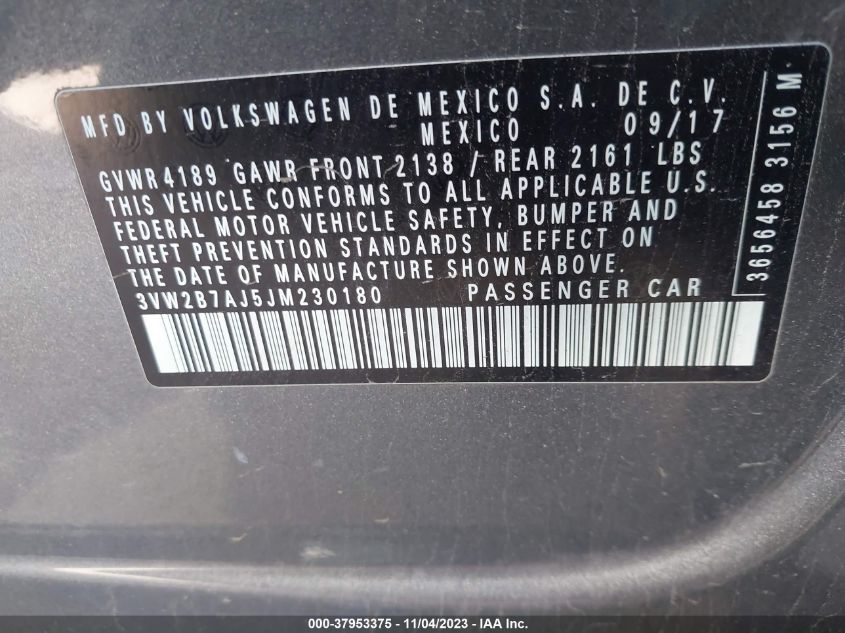 MFD BY VOLKSWAGEN DE MEXICO S.A. DE C.V.
MEXICO 09/17
GVWR 4189 GAWR FRONT 2138 / REAR 2161 LBS
THIS VEHICLE CONFORMS TO ALL APPLICABLE U.S.
FEDERAL MOTOR VEHICLE SAFETY, BUMPER AND
THEFT PREVENTION STANDARDS IN EFFECT ON
THE DATE OF MANUFACTURE SHOWN ABOVE.
3VW2B7AJ5JM230180 PASSENGER CAR
3656458 3156 M
000-37953375 - 11/04/2023 - IAA Inc.